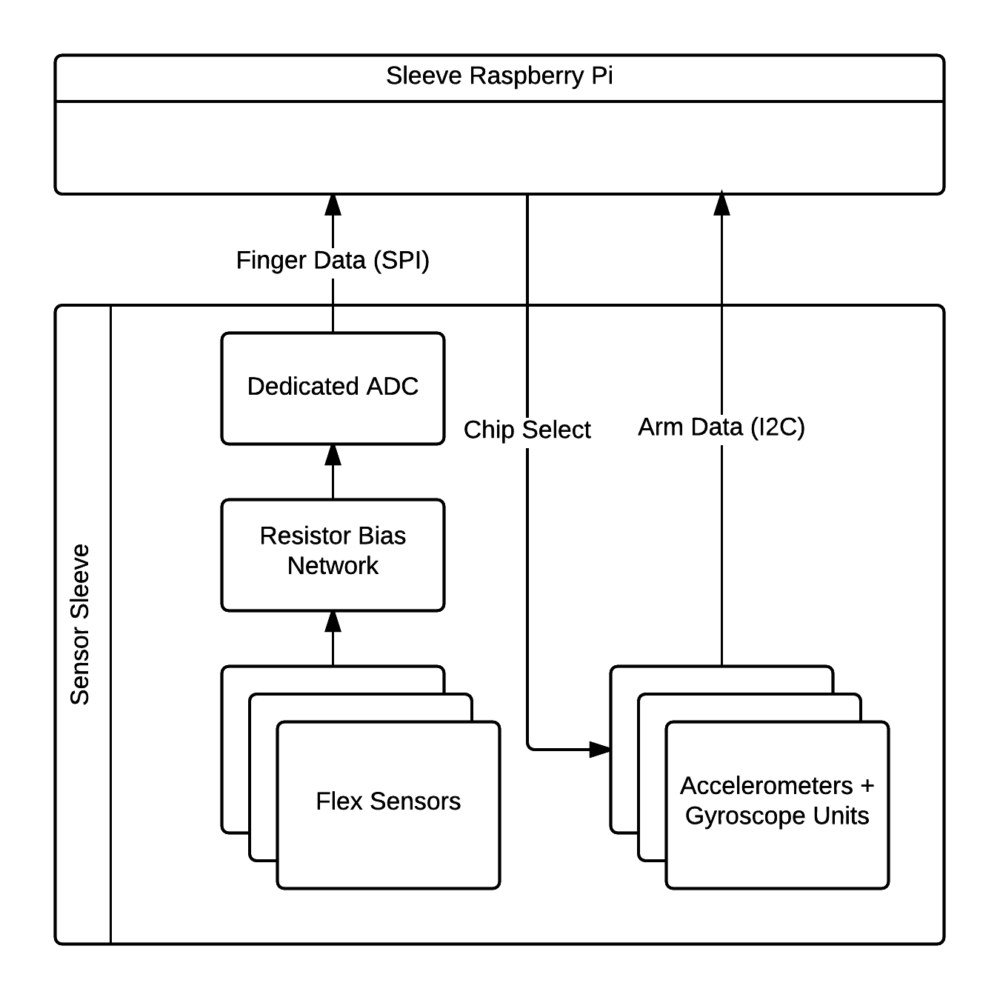 Sleeve Raspberry Pi
Finger Data (SPI)
Dedicated ADC
Chip Select
Arm Data (I2C)
Resistor Bias
Network
Sensor Sleeve
Flex Sensors
Accelerometers +
Gyroscope Units